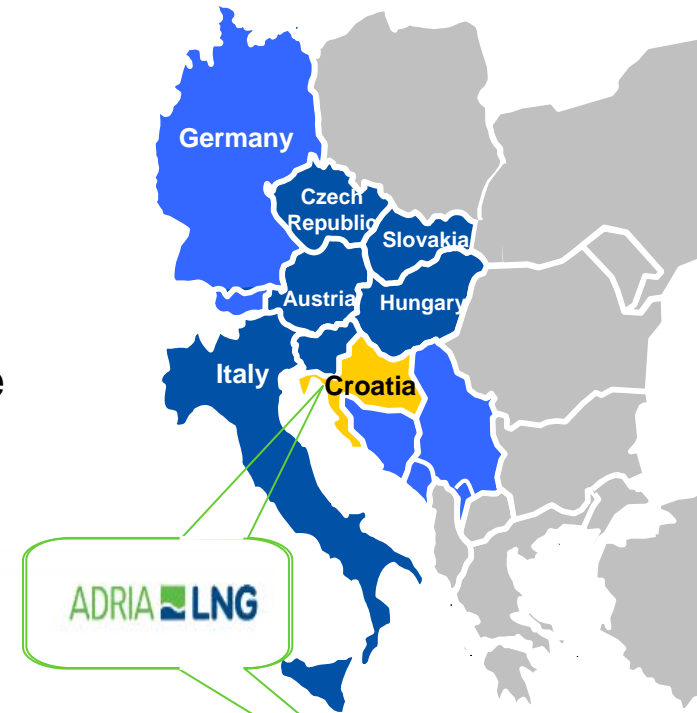 Germany
Czech
Republic
Slovakia
Austria
Hungary
Italy
Croatia
e
ADRIA LNG